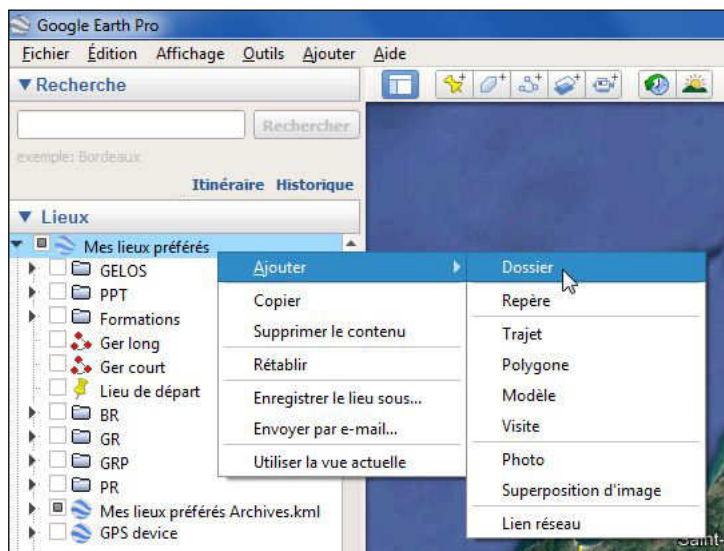 Google Earth Pro
Fichier Édition Affichage Outils Ajouter Aide
Recherche
Rechercher
exemple: Bordeaux
Itinéraire Historique
Lieux
Mes lieux préférés
GELOS
PPT
Formations
Ger long
Ger court
Lieu de départ
BR
GR
GRP
PR
Mes lieux préférés Archives.kml
GPS device
Ajouter
Copier
Supprimer le contenu
Rétablir
Enregistrer le lieu sous...
Envoyer par e-mail...
Utiliser la vue actuelle
Dossier
Repère
Trajet
Polygone
Modèle
Visite
Photo
Superposition d'image
Lien réseau
Saint-